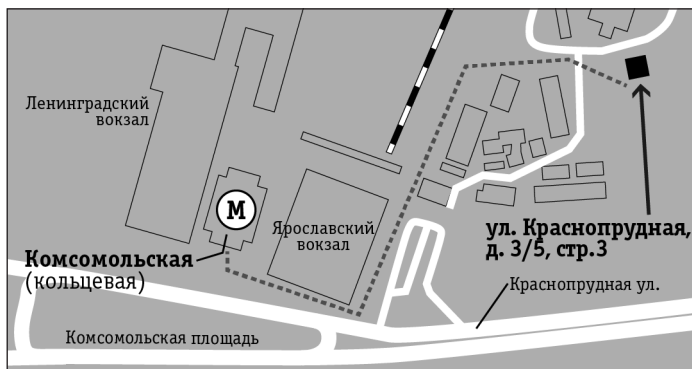 Ленинградский
вокзал
М
Ярославский
вокзал
Комсомольская
(кольцевая)
ул. Краснопрудная,
д. 3/5, стр.3
Краснопрудная ул.
Комсомольская площадь